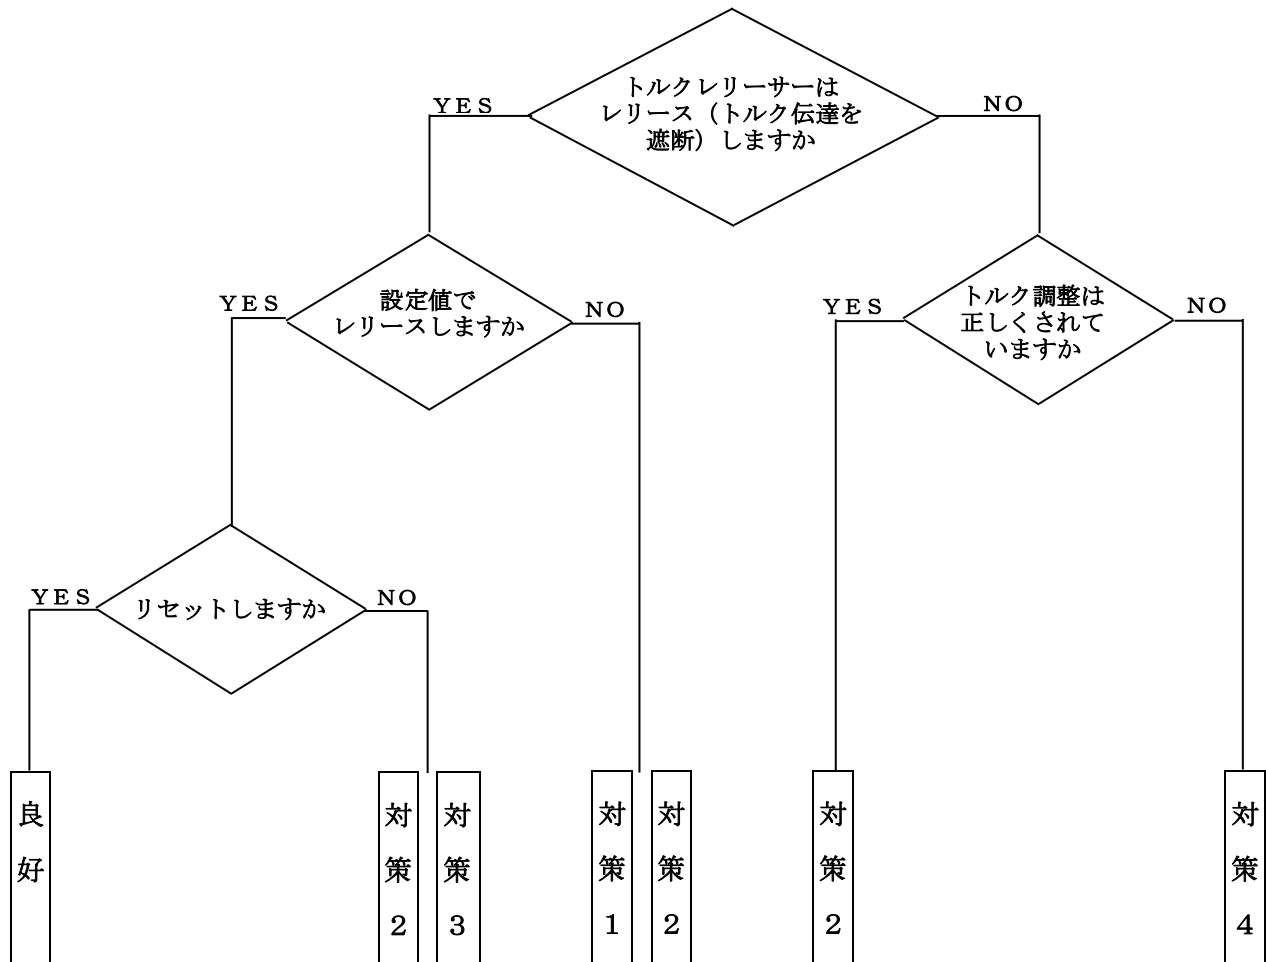 トルクレリーサーは
レリース（トルク伝達を
遮断）しますか
YES
NO
設定値で
レリースしますか
YES
NO
トルク調整は
正しくされて
いますか
YES
NO
リセットしますか
YES
NO
良好
対策2
対策3
対策1
対策2
対策2
対策4